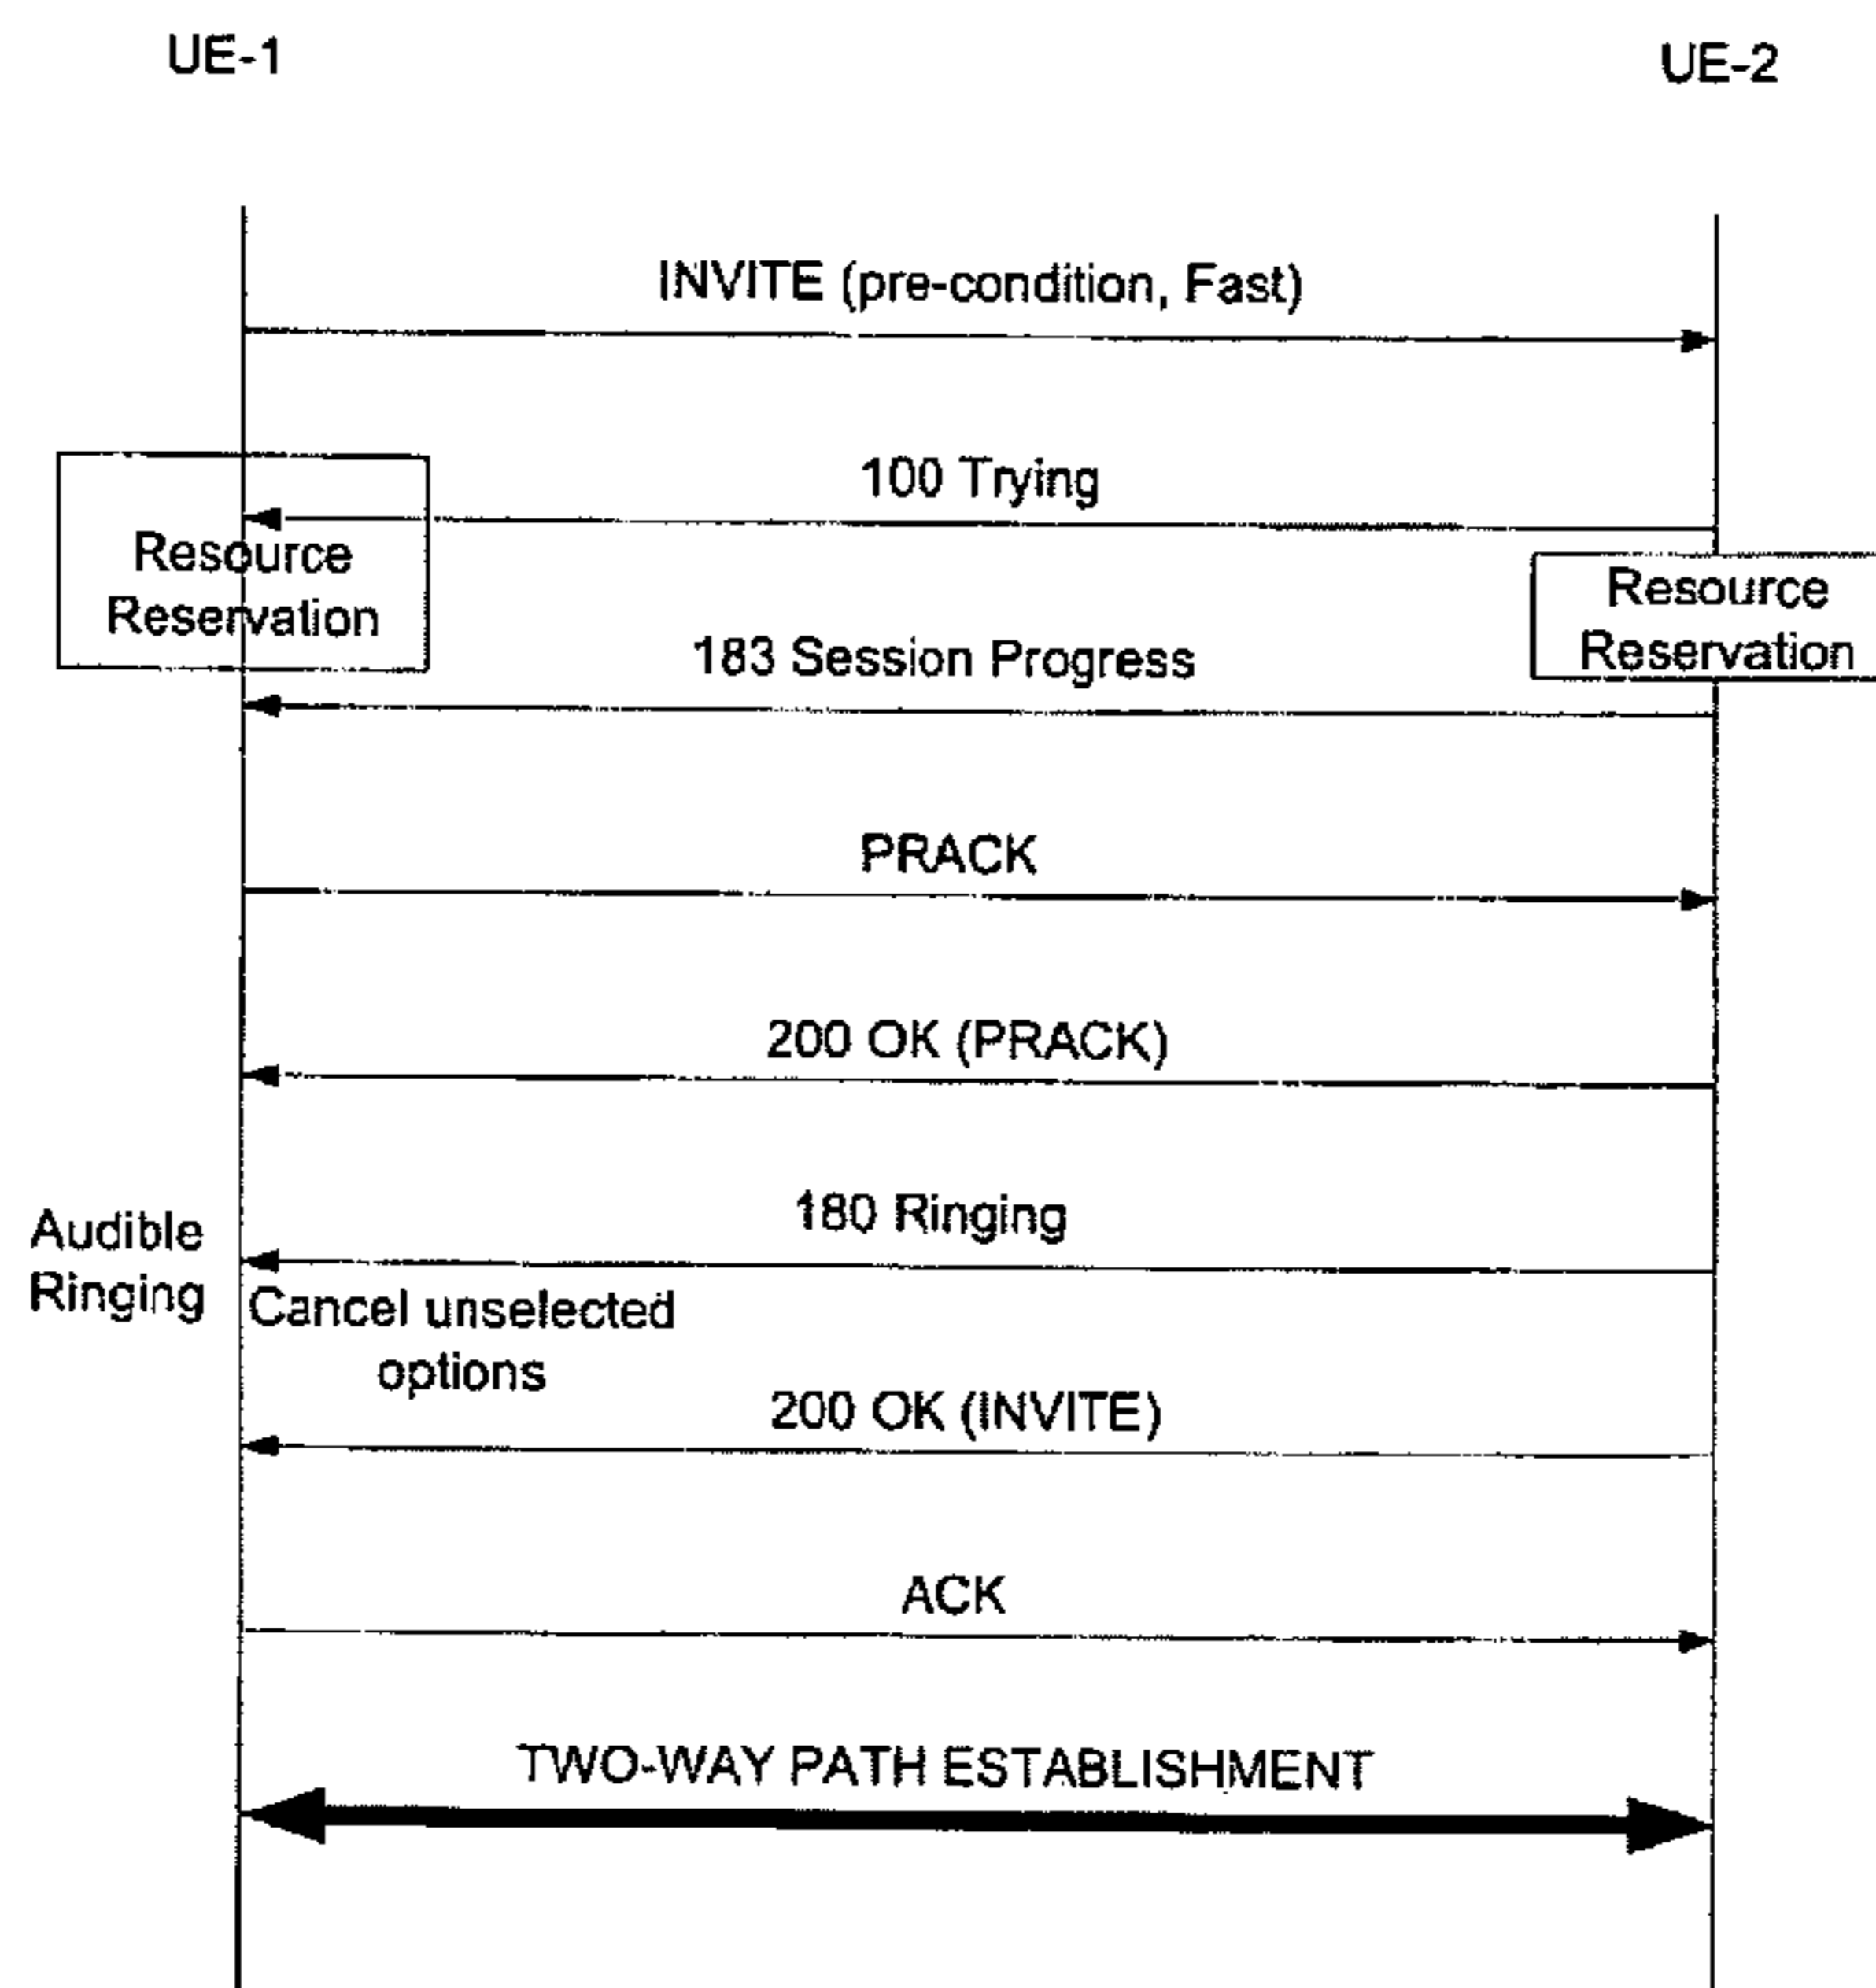 UE-1
UE-2
INVITE (pre-condition, Fast)
100 Trying
Resource
Reservation
Resource
Reservation
183 Session Progress
PRACK
200 OK (PRACK)
180 Ringing
Audible
Ringing
Cancel unselected
options
200 OK (INVITE)
ACK
TWO-WAY PATH ESTABLISHMENT